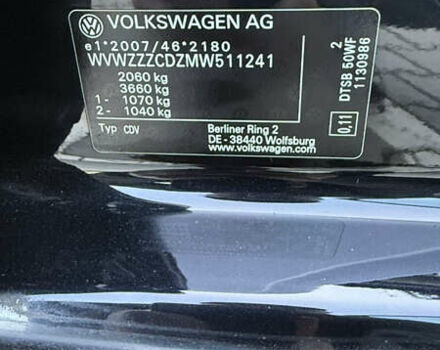 VOLKSWAGEN AG
e1*2007/46*2180
WVWZZZCDZMW511241
2060 kg
3660 kg
1- 1070 kg
2- 1040 kg
Typ CDV
Berliner Ring 2
DE - 38440 Wolfsburg
www.volkswagen.com
0,11
DTSB 50WF 2
1130986